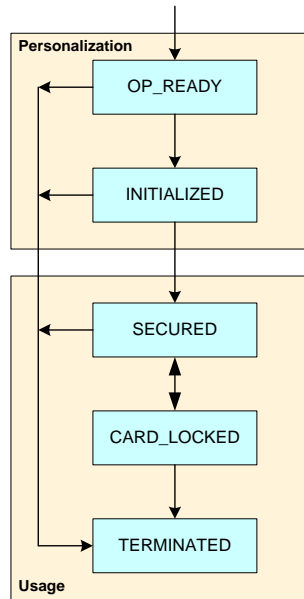 Personalization
OP_READY
INITIALIZED
SECURED
CARD_LOCKED
TERMINATED
Usage